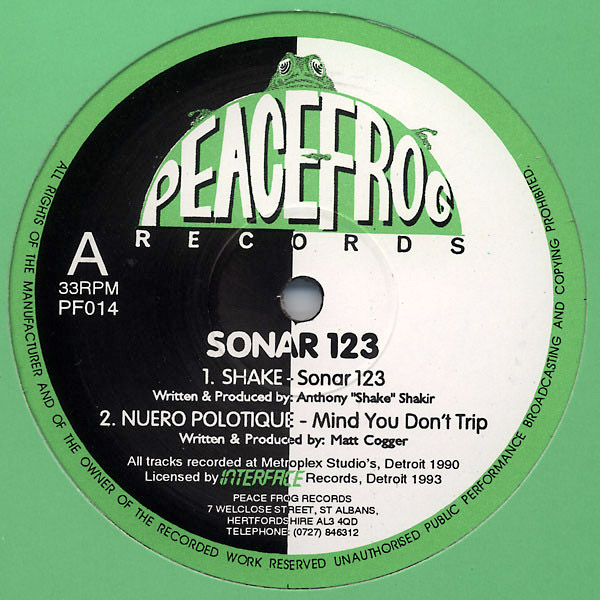 PEACEFROG
RECORDS
A
33RPM
PF014
SONAR 123
1. SHAKE - Sonar 123
Written & Produced by: Anthony "Shake" Shakir
2. NUERO POLOTIQUE - Mind You Don't Trip
Written & Produced by: Matt Cogger
All tracks recorded at Metroplex Studio's, Detroit 1990
Licensed by INTERFACE Records, Detroit 1993
PEACE FROG RECORDS
7 WELCLOSE STREET, ST ALBANS,
HERTFORDSHIRE AL3 4QD
TELEPHONE: (0727) 846312
ALL RIGHTS OF THE MANUFACTURER AND OF THE OWNER OF THE RECORDED WORK RESERVED UNAUTHORISED PUBLIC PERFORMANCE BROADCASTING AND COPYING PROHIBITED.